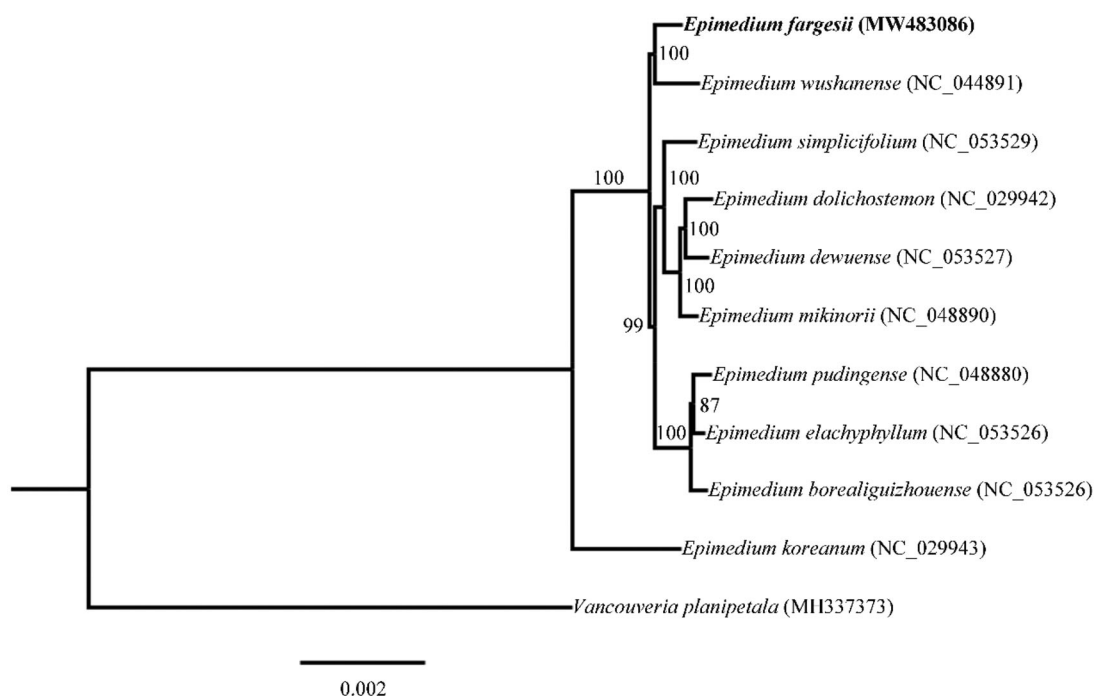 Epimedium fargesii (MW483086)
100
Epimedium wushanense (NC_044891)
Epimedium simplicifolium (NC_053529)
100
100
Epimedium dolichostemon (NC_029942)
100
Epimedium dewuense (NC_053527)
100
Epimedium mikinorii (NC_048890)
99
Epimedium pudingense (NC_048880)
87
100
Epimedium elachyphyllum (NC_053526)
Epimedium borealiguizhouense (NC_053526)
Epimedium koreanum (NC_029943)
Vancouveria planipetala (MH337373)
0.002